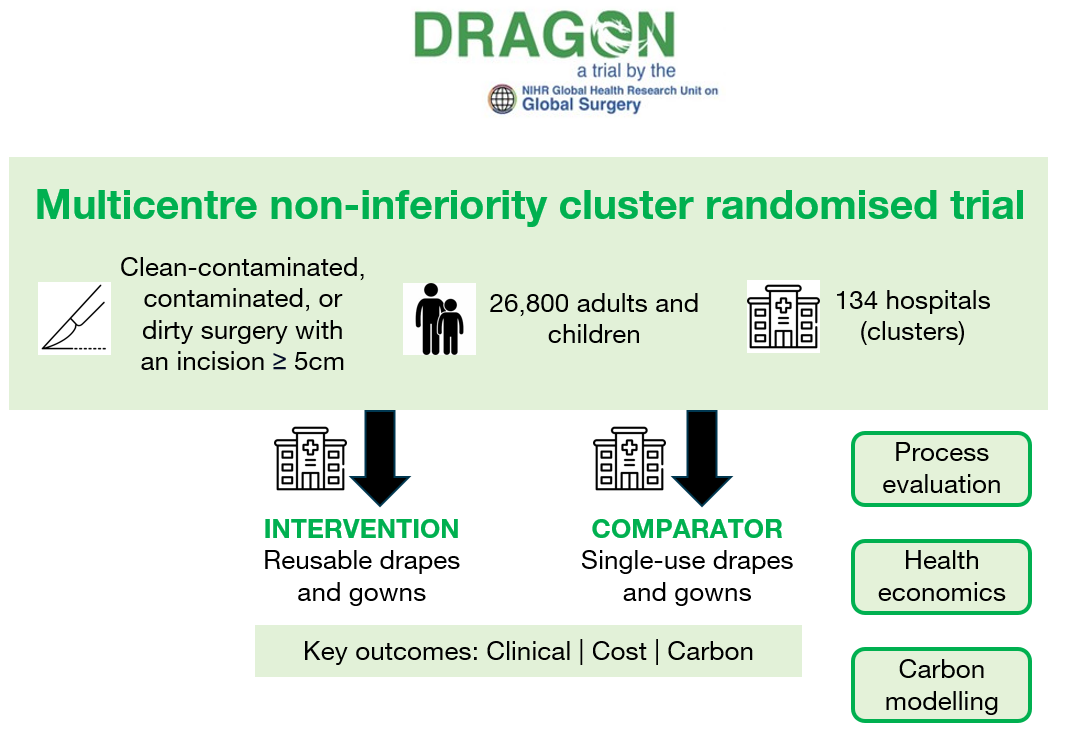 DRAGON
a trial by the
NIHR Global Health Research Unit on
Global Surgery
Multicentre non-inferiority cluster randomised trial
Clean-contaminated,
contaminated, or
dirty surgery with
an incision ≥ 5cm
26,800 adults and
children
134 hospitals
(clusters)
INTERVENTION
Reusable drapes
and gowns
COMPARATOR
Single-use drapes
and gowns
Key outcomes: Clinical | Cost | Carbon
Process
evaluation
Health
economics
Carbon
modelling